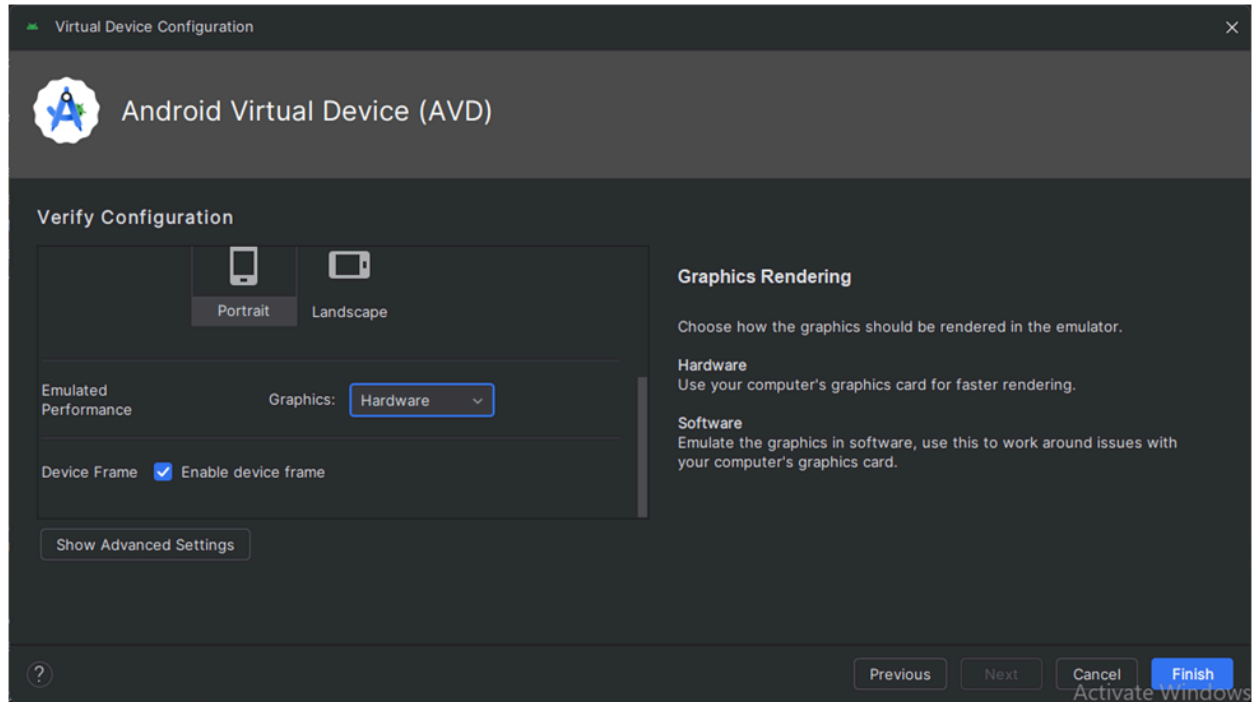 Virtual Device Configuration
Android Virtual Device (AVD)
Verify Configuration
Portrait
Landscape
Emulated
Performance
Graphics:
Hardware
Device Frame
Enable device frame
Show Advanced Settings
Graphics Rendering
Choose how the graphics should be rendered in the emulator.
Hardware
Use your computer's graphics card for faster rendering.
Software
Emulate the graphics in software, use this to work around issues with
your computer's graphics card.
?
Previous
Next
Cancel
Finish
Activate Windows